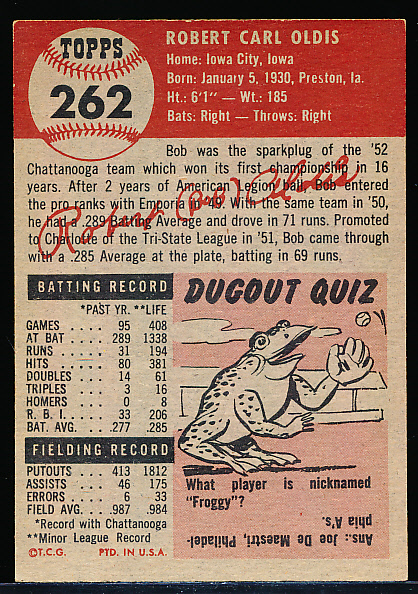 TOPPS
262
ROBERT CARL OLDIS
Home: Iowa City, Iowa
Born: January 5, 1930, Preston, Ia.
Ht.: 6'1" — Wt.: 185
Bats: Right — Throws: Right
Bob was the sparkplug of the '52
Chattanooga team which won its first championship in 16
years. After 2 years of American Legion ball, Bob entered
the pro ranks with Emporia in '49. With the same team in '50,
he had a .289 Batting Average and drove in 71 runs. Promoted
to Charlotte of the Tri-State League in '51, Bob came through
with a .285 Average at the plate, batting in 69 runs.
Robert (Bob) Oldis
BATTING RECORD
*PAST YR. **LIFE
GAMES 95 408
AT BAT 289 1338
RUNS 31 194
HITS 80 381
DOUBLES 14 61
TRIPLES 3 16
HOMERS 0 8
R. B. I. 33 206
BAT. AVG. .277 .285
FIELDING RECORD
PUTOUTS 413 1812
ASSISTS 46 175
ERRORS 6 33
FIELD AVG. .987 .984
*Record with Chattanooga
**Minor League Record
©T.C.G. PTD. IN U.S.A.
DUGOUT QUIZ
What player is nicknamed
"Froggy"?
Ans.: Joe De Maestri, Philadel-
phia A's.